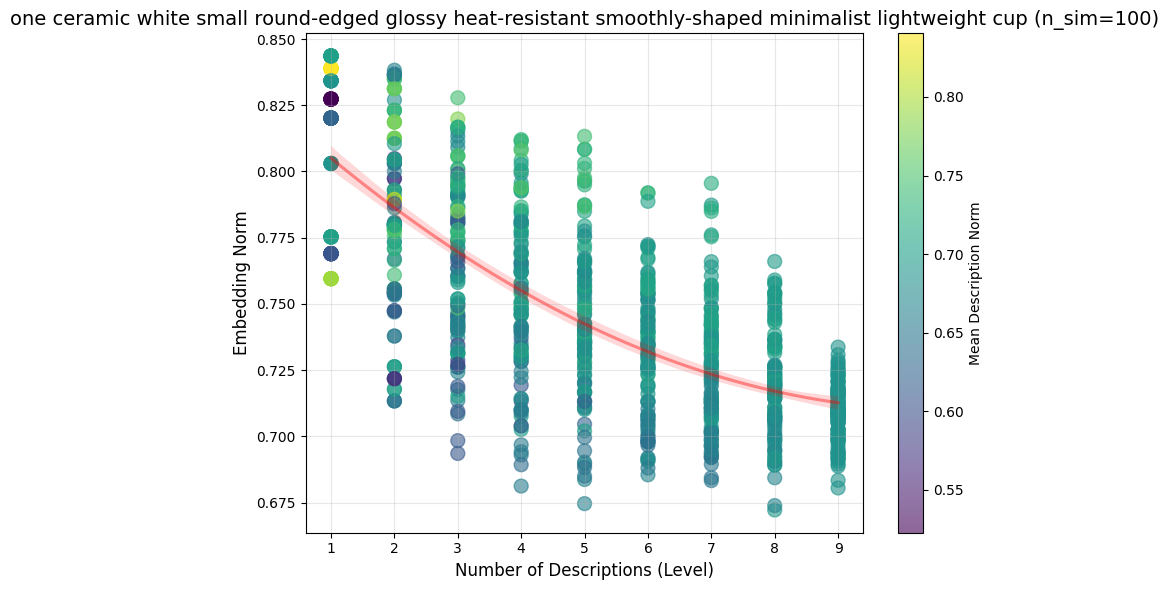 one ceramic white small round-edged glossy heat-resistant smoothly-shaped minimalist lightweight cup (n_sim=100)
0.850
0.825
0.800
0.775
0.750
0.725
0.700
0.675
Embedding Norm
1 2 3 4 5 6 7 8 9
Number of Descriptions (Level)
0.80
0.75
0.70
0.65
0.60
0.55
Mean Description Norm